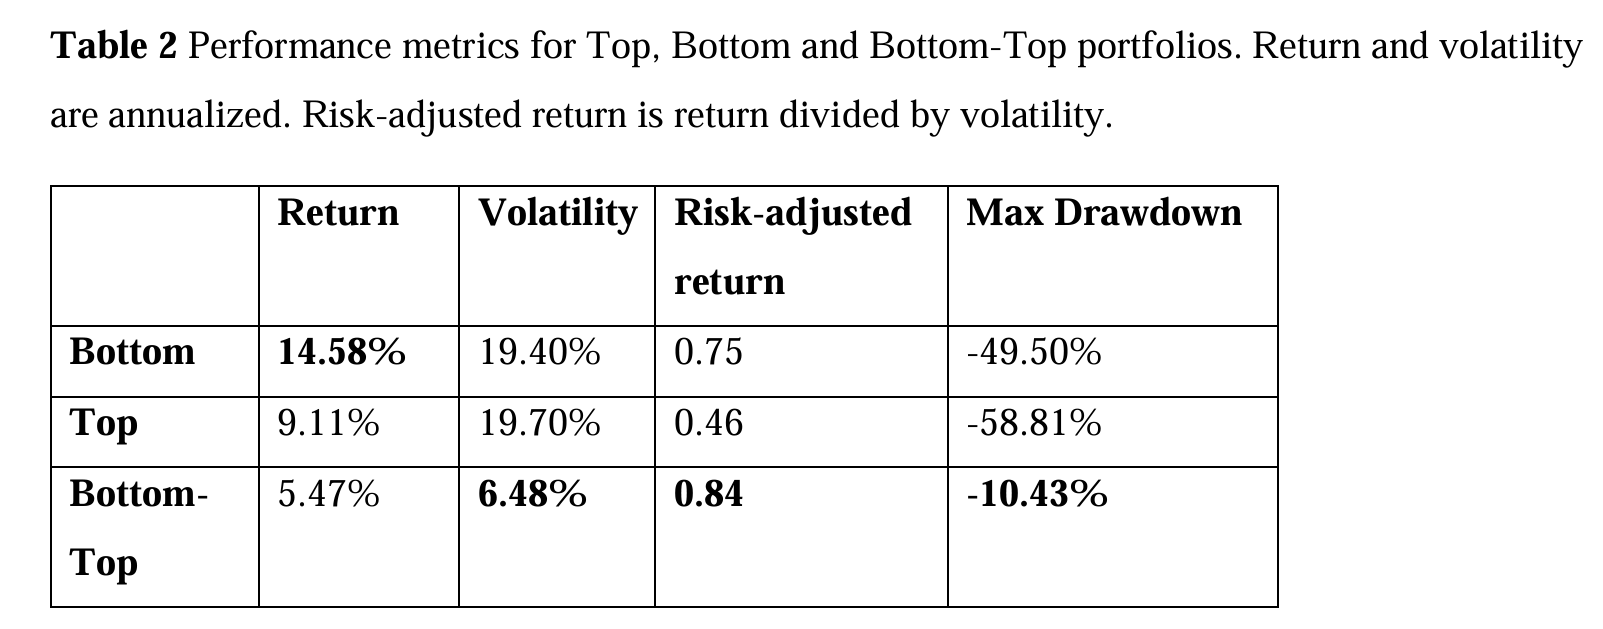 Table 2 Performance metrics for Top, Bottom and Bottom-Top portfolios. Return and volatility
are annualized. Risk-adjusted return is return divided by volatility.
Return Volatility Risk-adjusted return Max Drawdown
Bottom 14.58% 19.40% 0.75 -49.50%
Top 9.11% 19.70% 0.46 -58.81%
Bottom-Top 5.47% 6.48% 0.84 -10.43%